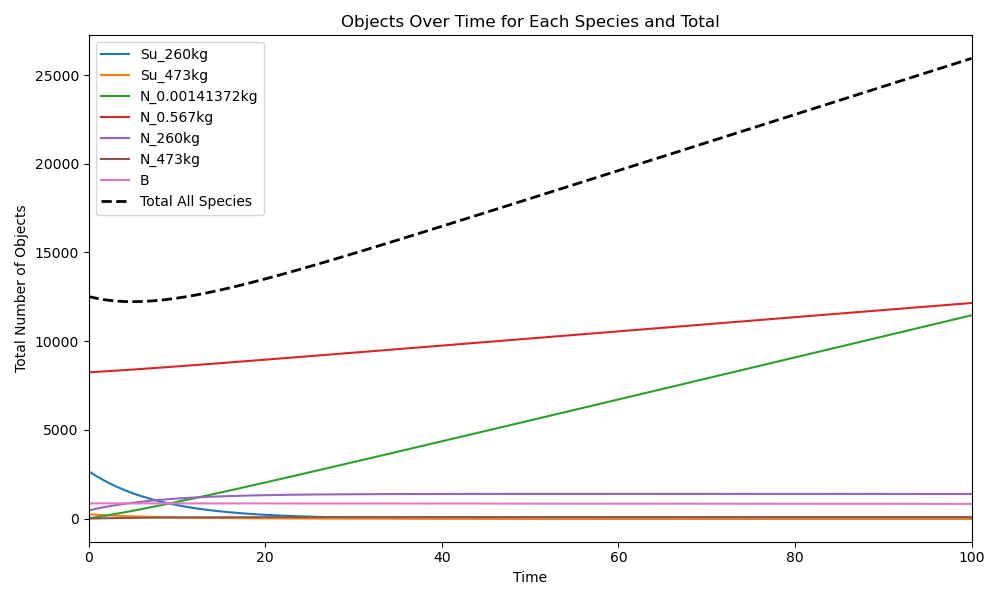 Objects Over Time for Each Species and Total
Total Number of Objects
25000
20000
15000
10000
5000
0
Su_260kg
Su_473kg
N_0.00141372kg
N_0.567kg
N_260kg
N_473kg
B
Total All Species
0
20
40
60
80
100
Time